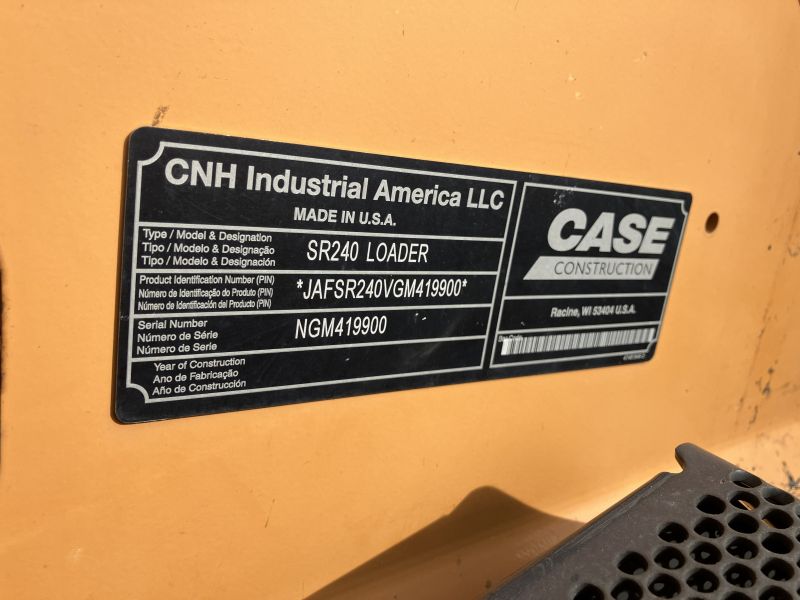 CNH Industrial America LLC
MADE IN U.S.A.
Type / Model & Designation
Tipo / Modelo & Designação
Tipo / Modelo & Designación
SR240 LOADER
Product Identification Number (PIN)
Número de Identificação do Produto (PIN)
Número de Identificación del Producto (PIN)
*JAFSR240VGM419900*
Serial Number
Número de Série
Número de Serie
NGM419900
Year of Construction
Ano de Fabricação
Año de Construcción
CASE
CONSTRUCTION
Racine, WI 53404 U.S.A.